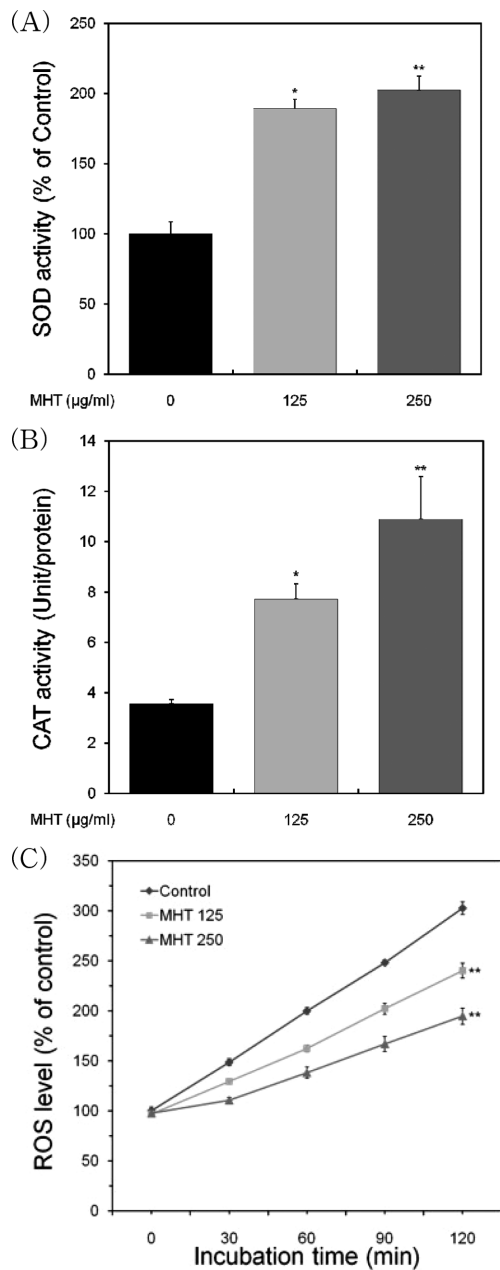 (A)
SOD activity (% of Control)
250
200
150
100
50
0
*
**
MHT (µg/ml) 0 125 250
(B)
CAT activity (Unit/protein)
14
12
10
8
6
4
2
0
*
**
MHT (µg/ml) 0 125 250
(C)
ROS level (% of control)
350
300
250
200
150
100
50
0
Control
MHT 125
MHT 250
**
**
0 30 60 90 120
Incubation time (min)